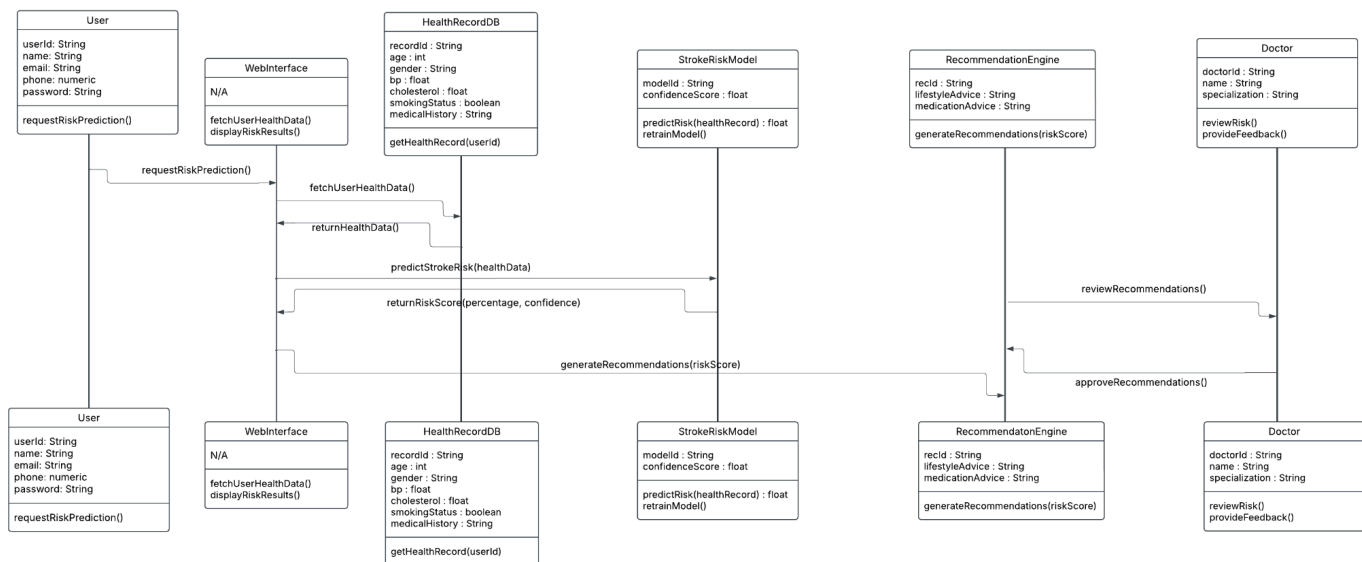 User
userId: String
name: String
email: String
phone: numeric
password: String
requestRiskPrediction()
WebInterface
N/A
fetchUserHealthData()
displayRiskResults()
HealthRecordDB
recordId : String
age : int
gender : String
bp : float
cholesterol : float
smokingStatus : boolean
medicalHistory : String
getHealthRecord(userId)
StrokeRiskModel
modelId : String
confidenceScore : float
predictRisk(healthRecord) : float
retrainModel()
RecommendationEngine
recId : String
lifestyleAdvice : String
medicationAdvice : String
generateRecommendations(riskScore)
Doctor
doctorId : String
name : String
specialization : String
reviewRisk()
provideFeedback()
requestRiskPrediction()
fetchUserHealthData()
returnHealthData()
predictStrokeRisk(healthData)
returnRiskScore(percentage, confidence)
reviewRecommendations()
generateRecommendations(riskScore)
approveRecommendations()
User
userId: String
name: String
email: String
phone: numeric
password: String
requestRiskPrediction()
WebInterface
N/A
fetchUserHealthData()
displayRiskResults()
HealthRecordDB
recordId : String
age : int
gender : String
bp : float
cholesterol : float
smokingStatus : boolean
medicalHistory : String
getHealthRecord(userId)
StrokeRiskModel
modelId : String
confidenceScore : float
predictRisk(healthRecord) : float
retrainModel()
RecommendatonEngine
recId : String
lifestyleAdvice : String
medicationAdvice : String
generateRecommendations(riskScore)
Doctor
doctorId : String
name : String
specialization : String
reviewRisk()
provideFeedback()